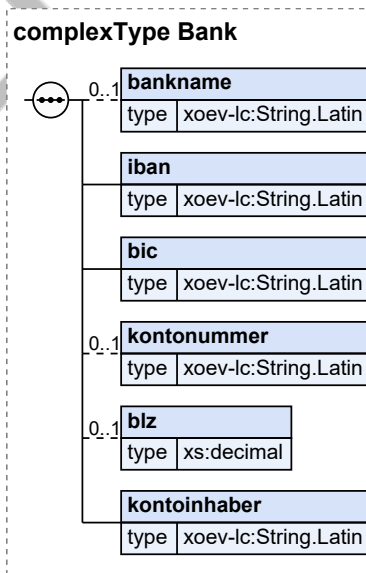 complexType Bank
0..1 bankname
type xoev-lc:String.Latin
iban
type xoev-lc:String.Latin
bic
type xoev-lc:String.Latin
0..1 kontonummer
type xoev-lc:String.Latin
0..1 blz
type xs:decimal
kontoinhaber
type xoev-lc:String.Latin